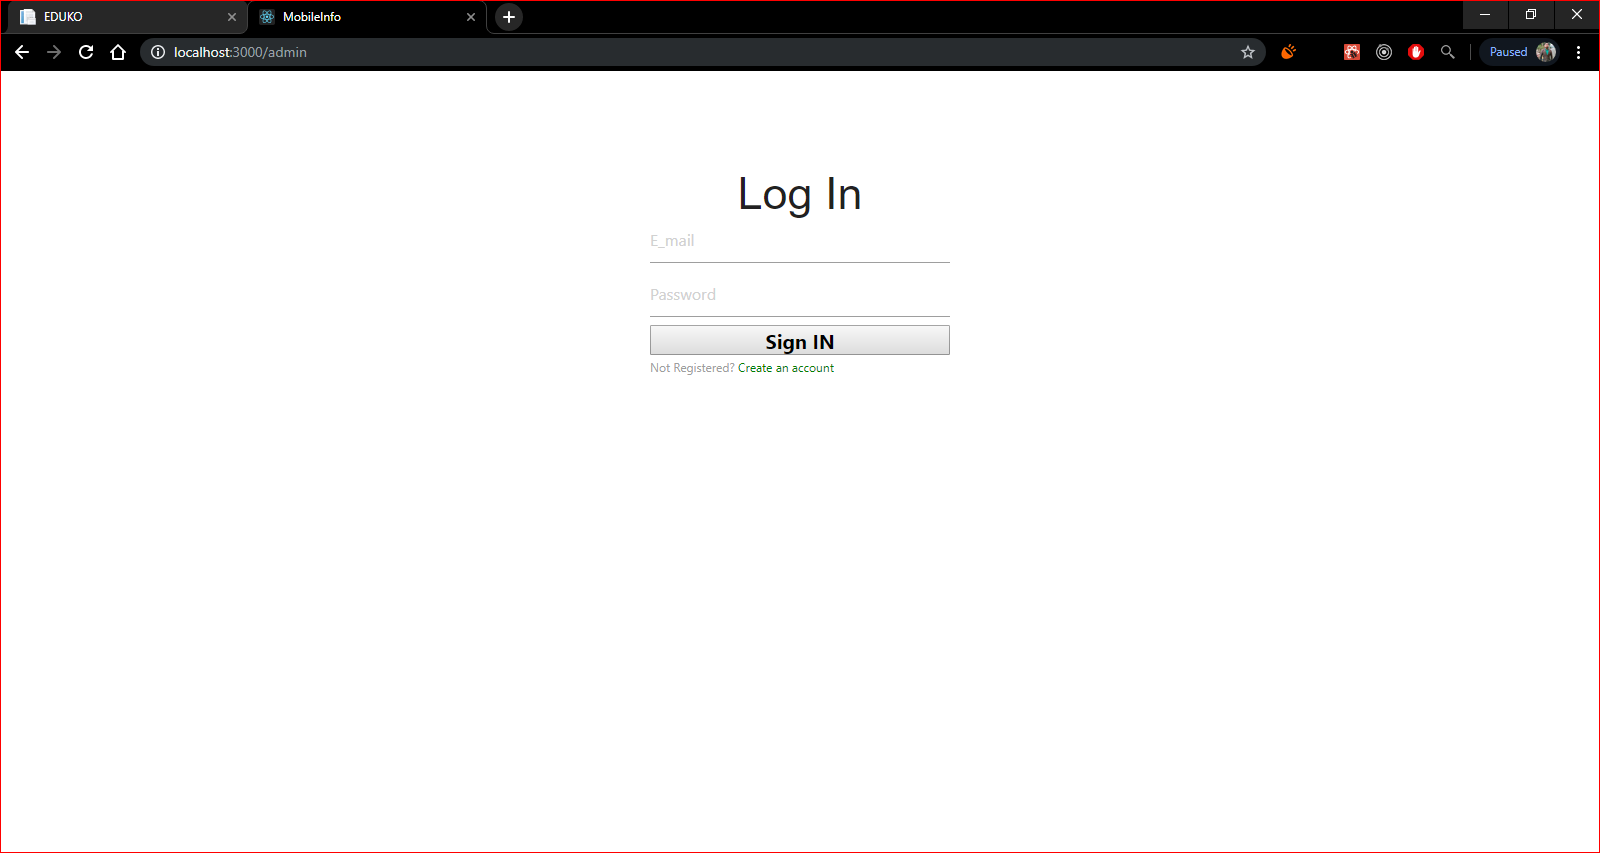 EDUKO
MobileInfo
localhost:3000/admin
Paused
Log In
E_mail
Password
Sign IN
Not Registered? Create an account